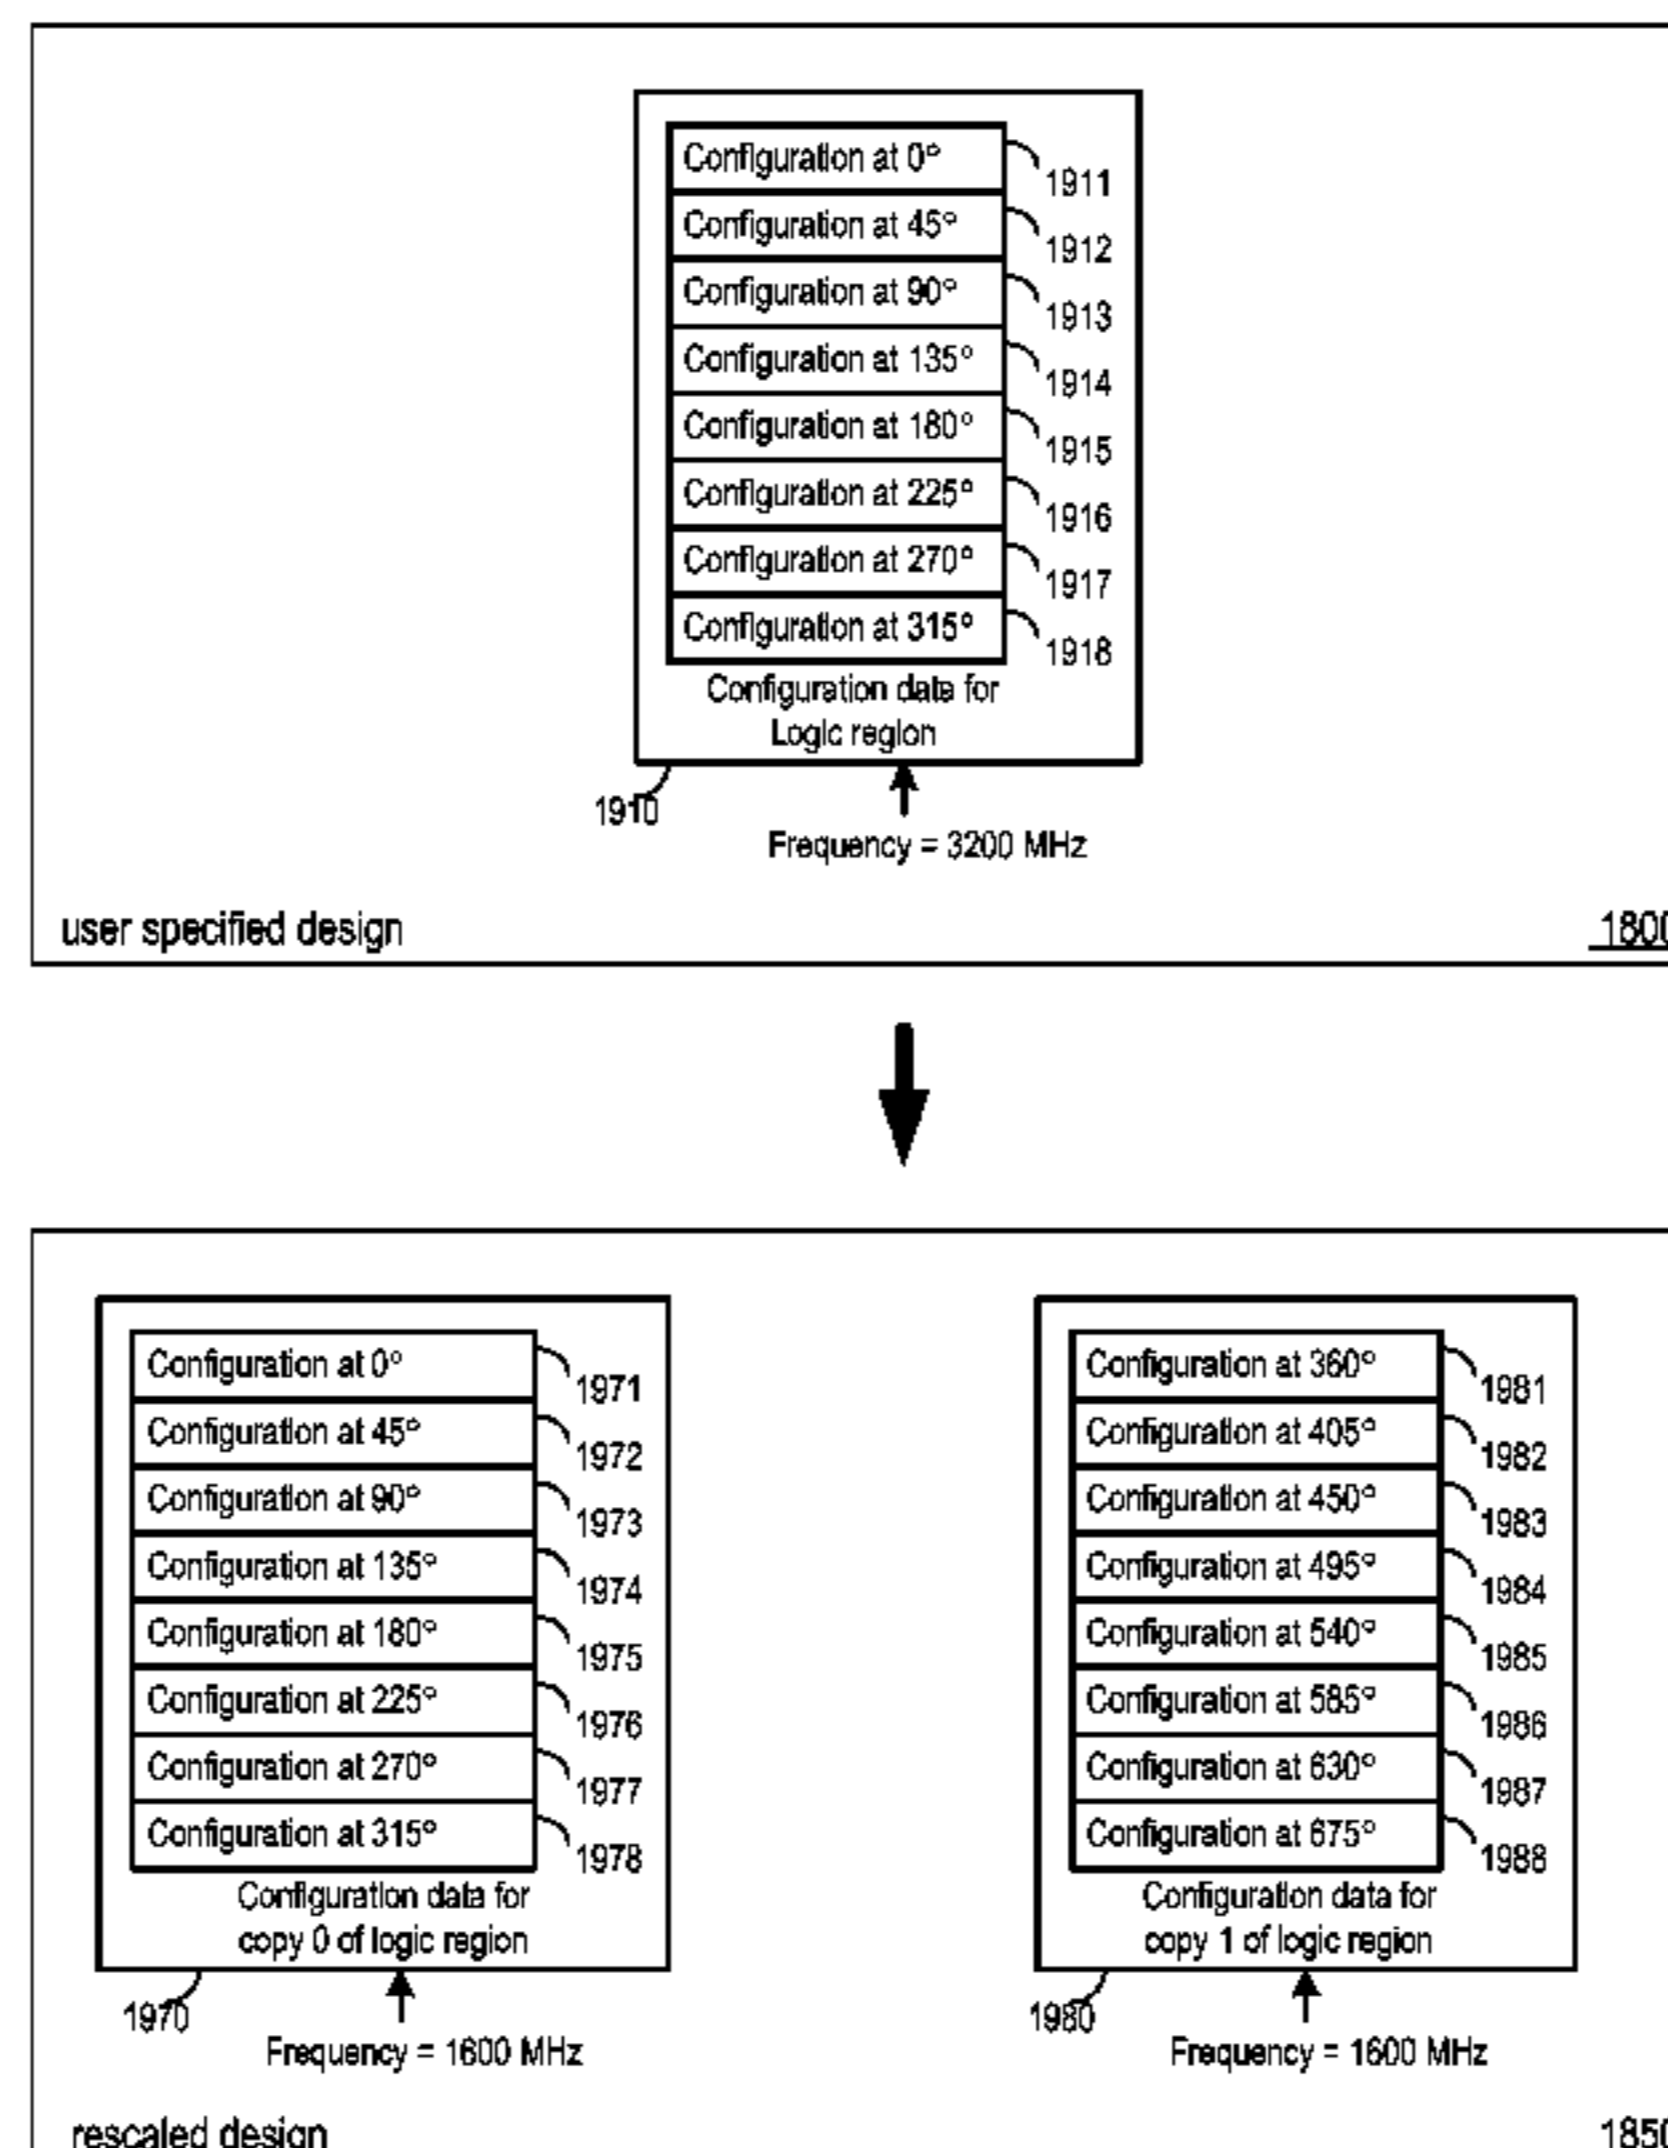 Configuration at 0°
1911
Configuration at 45°
1912
Configuration at 90°
1913
Configuration at 135°
1914
Configuration at 180°
1915
Configuration at 225°
1916
Configuration at 270°
1917
Configuration at 315°
1918
Configuration data for
Logic region
1910
Frequency = 3200 MHz
user specified design
1800
Configuration at 0°
1971
Configuration at 45°
1972
Configuration at 90°
1973
Configuration at 135°
1974
Configuration at 180°
1975
Configuration at 225°
1976
Configuration at 270°
1977
Configuration at 315°
1978
Configuration data for
copy 0 of logic region
1970
Frequency = 1600 MHz
Configuration at 360°
1981
Configuration at 405°
1982
Configuration at 450°
1983
Configuration at 495°
1984
Configuration at 540°
1985
Configuration at 585°
1986
Configuration at 630°
1987
Configuration at 675°
1988
Configuration data for
copy 1 of logic region
1980
Frequency = 1600 MHz
rescaled design
1850